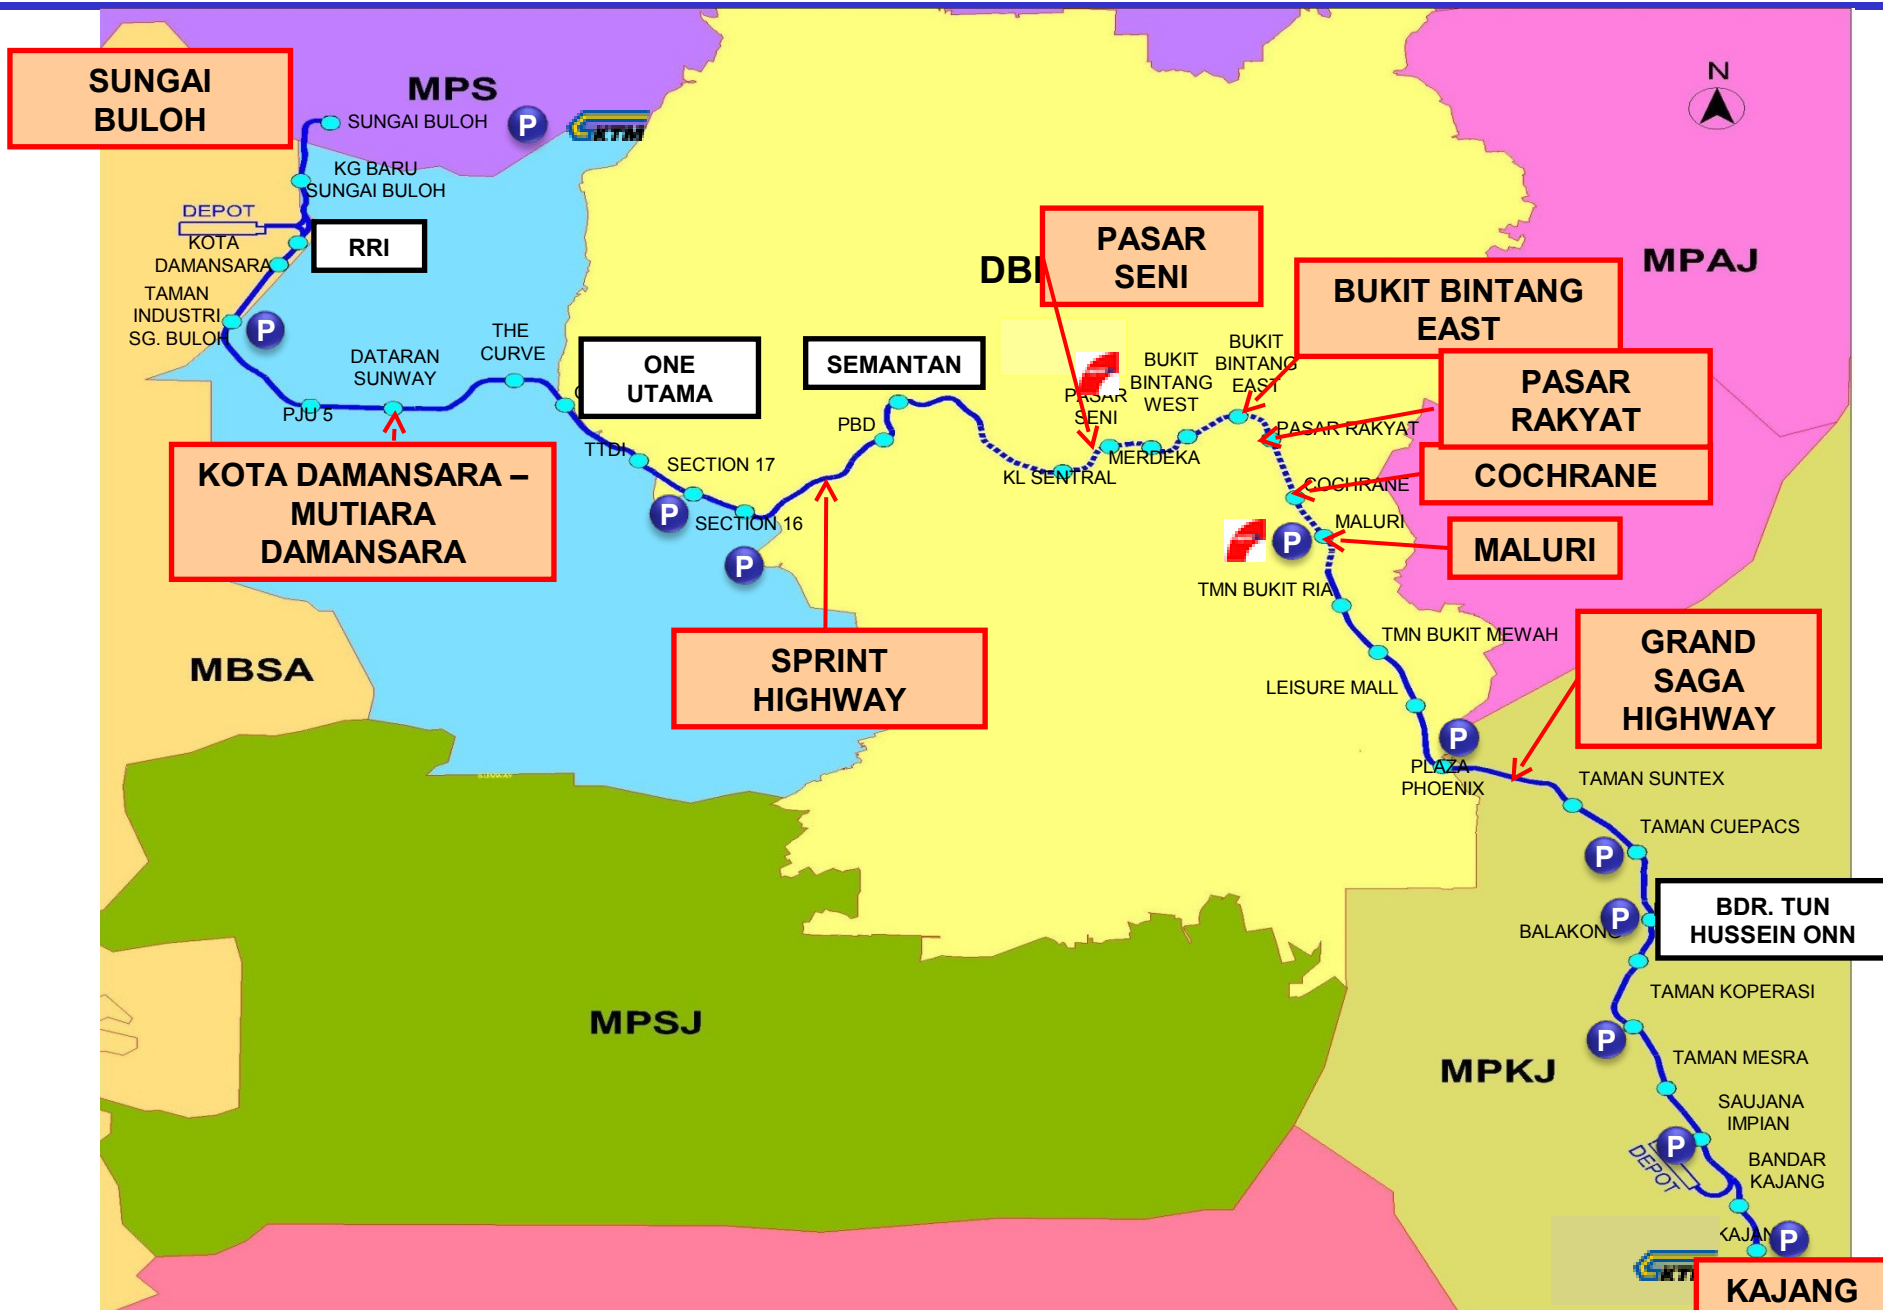 SUNGAI
BULOH
MPS
SUNGAI BULOH
P
KTM
N
KG BARU
SUNGAI BULOH
DEPOT
RRI
KOTA
DAMANSARA
TAMAN
INDUSTRI
SG. BULOH
P
PJU 5
DATARAN
SUNWAY
THE
CURVE
ONE
UTAMA
TTDI
SECTION 17
P
SECTION 16
P
KOTA DAMANSARA –
MUTIARA
DAMANSARA
SEMANTAN
PBD
SPRINT
HIGHWAY
PASAR
SENI
PASAR
SENI
KL SENTRAL
MERDEKA
BUKIT
BINTANG
WEST
BUKIT
BINTANG
EAST
BUKIT BINTANG
EAST
MPAJ
PASAR
RAKYAT
PASAR RAKYAT
COCHRANE
COCHRANE
MALURI
P
MALURI
TMN BUKIT RIA
TMN BUKIT MEWAH
LEISURE MALL
GRAND
SAGA
HIGHWAY
P
PLAZA
PHOENIX
TAMAN SUNTEX
TAMAN CUEPACS
P
BDR. TUN
HUSSEIN ONN
P
BALAKONG
TAMAN KOPERASI
P
TAMAN MESRA
MBSA
SUNWAY
MPSJ
MPKJ
SAUJANA
IMPIAN
P
DEPOT
BANDAR
KAJANG
P
KAJANG